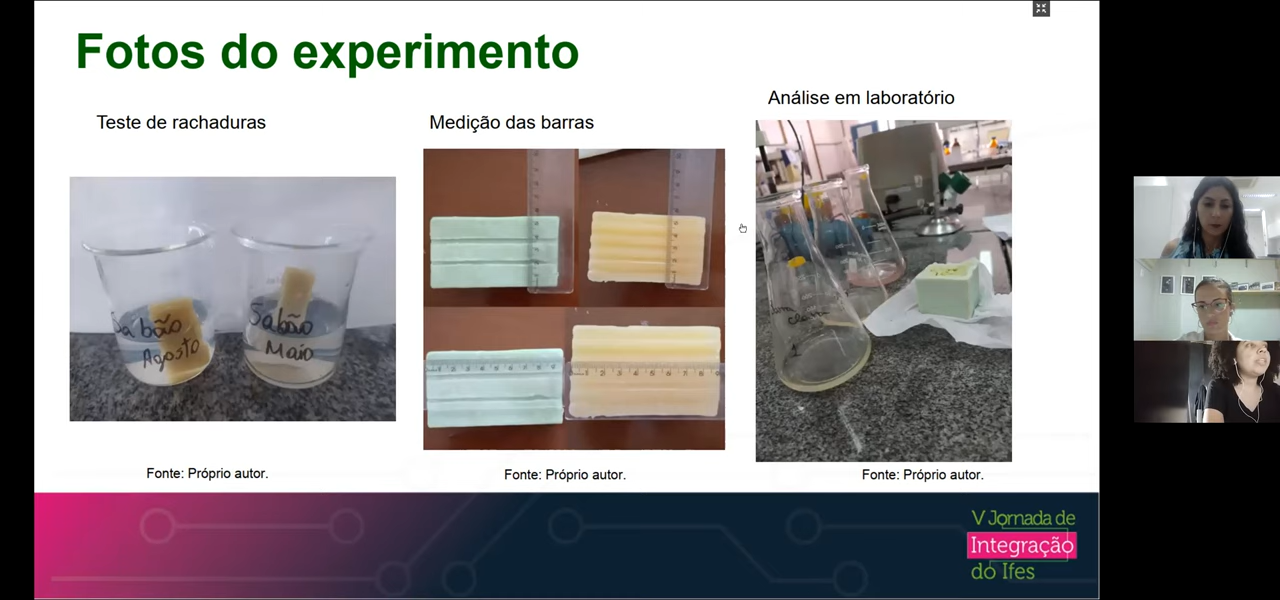 Fotos do experimento
Teste de rachaduras
Medição das barras
Análise em laboratório
Sabão
Agosto
Sabão
Maio
Fonte: Próprio autor.
Fonte: Próprio autor.
Fonte: Próprio autor.
V Jornada de
Integração
do Ifes